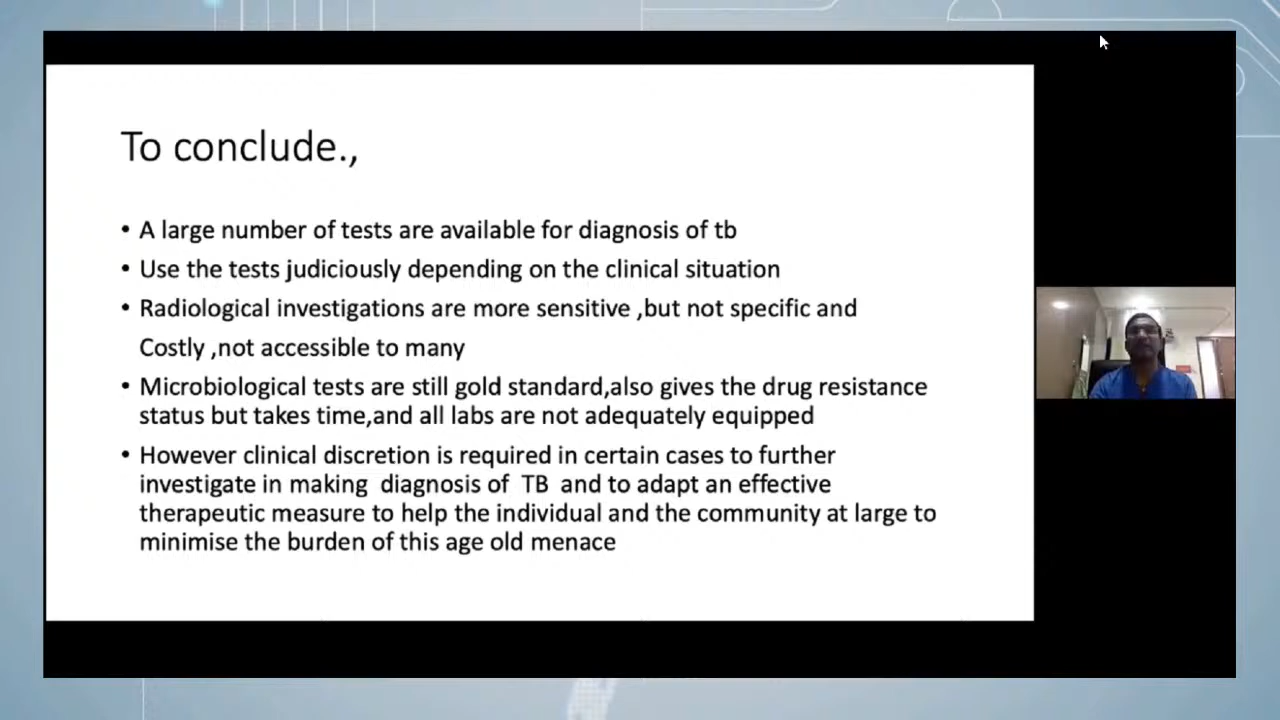 To conclude.,
• A large number of tests are available for diagnosis of tb
• Use the tests judiciously depending on the clinical situation
• Radiological investigations are more sensitive ,but not specific and
Costly ,not accessible to many
• Microbiological tests are still gold standard,also gives the drug resistance
status but takes time,and all labs are not adequately equipped
• However clinical discretion is required in certain cases to further
investigate in making  diagnosis of  TB  and to adapt an effective
therapeutic measure to help the individual and the community at large to
minimise the burden of this age old menace